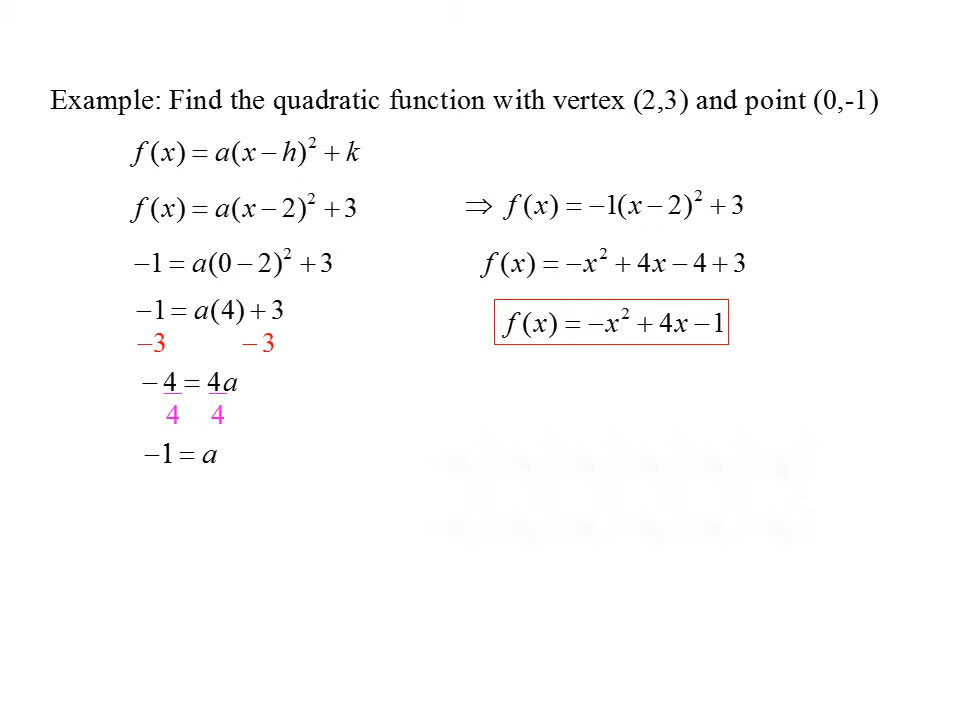 Example: Find the quadratic function with vertex (2,3) and point (0,-1)
f(x) = a(x − h)² + k
f(x) = a(x − 2)² + 3
−1 = a(0 − 2)² + 3
−1 = a(4) + 3
−3 − 3
− 4 = 4a
4 4
−1 = a
⇒ f(x) = −1(x − 2)² + 3
f(x) = −x² + 4x − 4 + 3
f(x) = −x² + 4x − 1